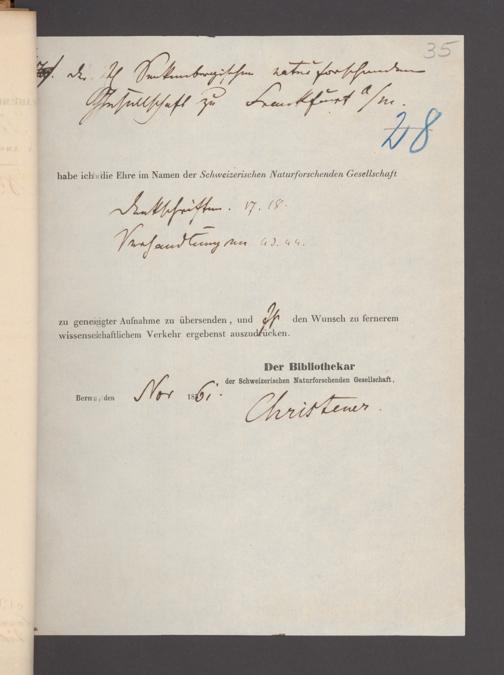 35
der Senkenbergischen naturforschenden
Gesellschaft zu Frankfurt a/m.
28
habe ich die Ehre im Namen der Schweizerischen Naturforschenden Gesellschaft
Denkschriften. 17. 18.
Verhandlungen 43. 44.
zu geneigter Aufnahme zu übersenden, und den Wunsch zu fernerem
wissenschaftlichem Verkehr ergebenst auszudrücken.
Der Bibliothekar
der Schweizerischen Naturforschenden Gesellschaft,
Bern, den Nov 1861.
Christener.